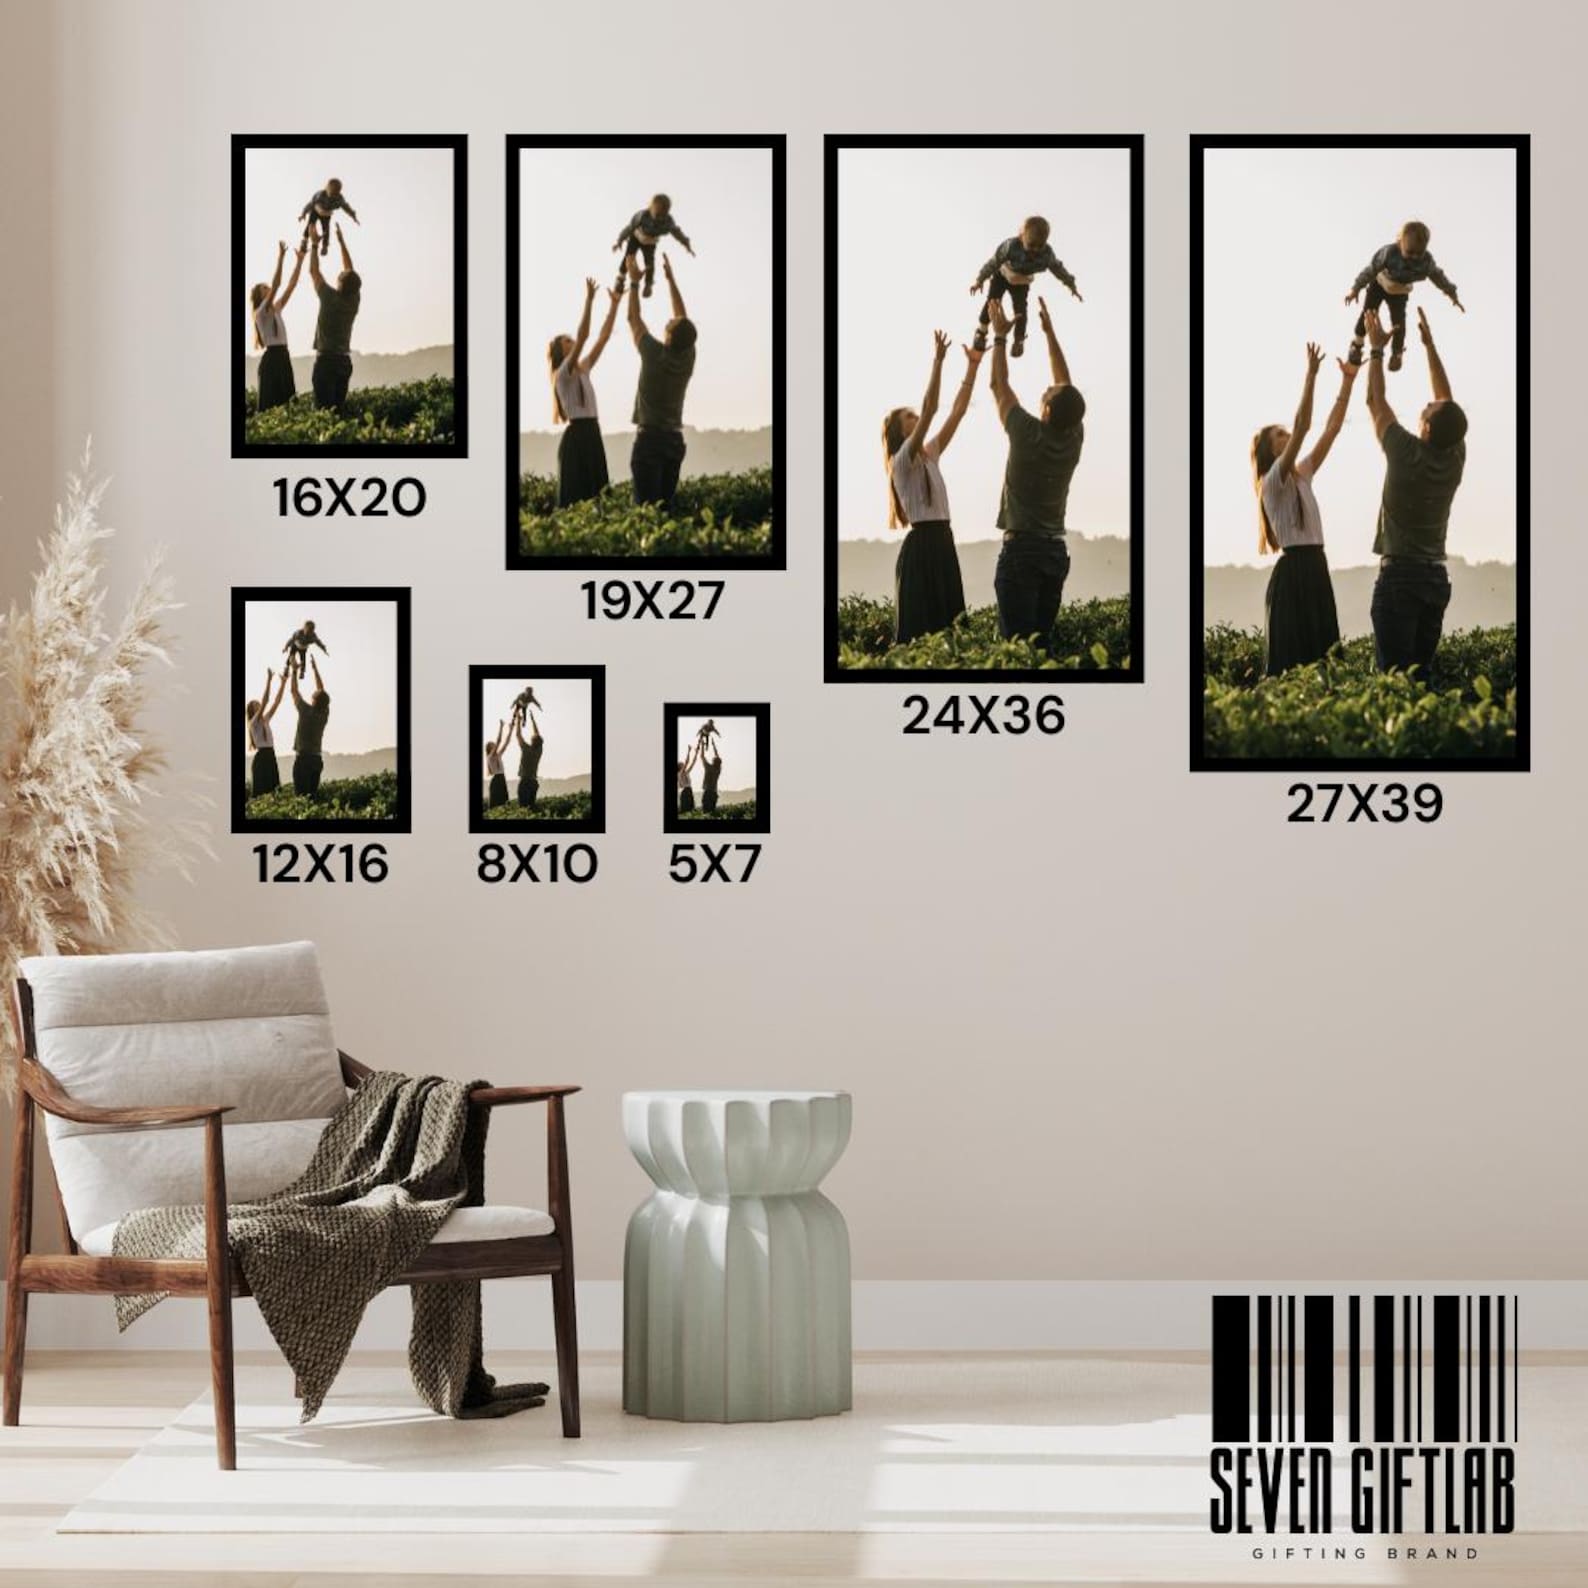 16X20
19X27
24X36
27X39
12X16
8X10
5X7
SEVEN GIFTLAB
GIFTING BRAND